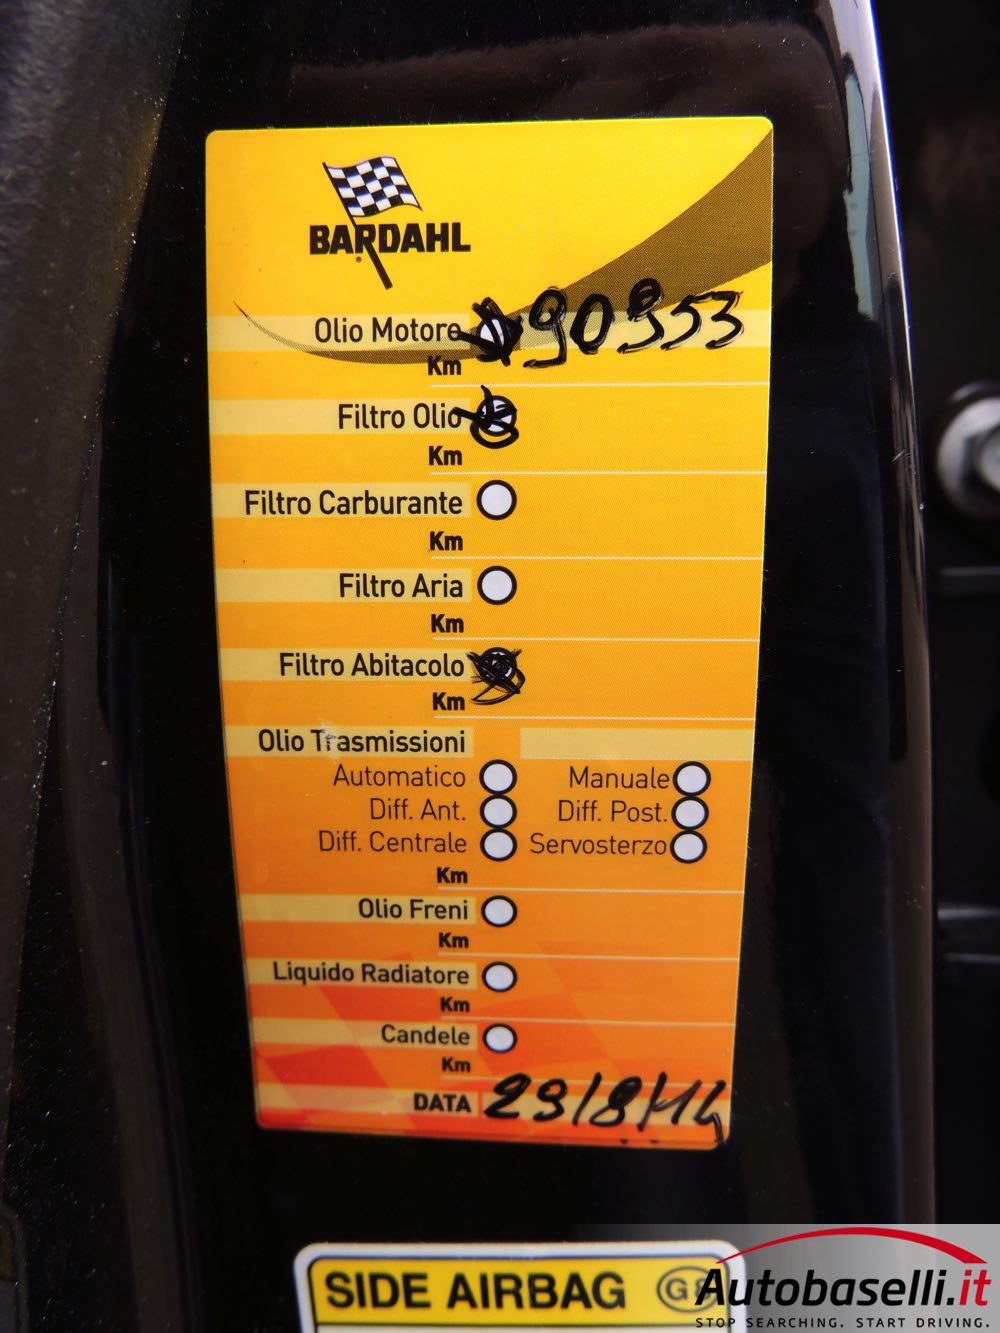 BARDAHL
Olio Motore 90953
Km
Filtro Olio
Km
Filtro Carburante
Km
Filtro Aria
Km
Filtro Abitacolo
Km
Olio Trasmissioni
Automatico Manuale
Diff. Ant. Diff. Post.
Diff. Centrale Servosterzo
Km
Olio Freni
Km
Liquido Radiatore
Km
Candele
Km
DATA 29/8/14
SIDE AIRBAG
Autobaselli.it
STOP SEARCHING. START DRIVING.